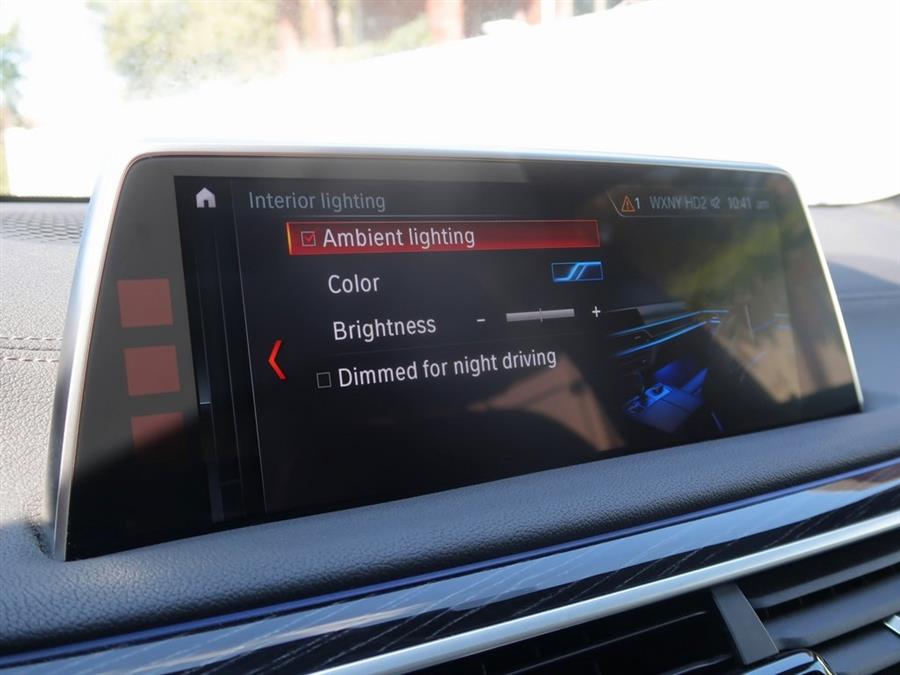 Interior lighting
1 WXNY HD2 10:41 am
Ambient lighting
Color
Brightness - +
Dimmed for night driving